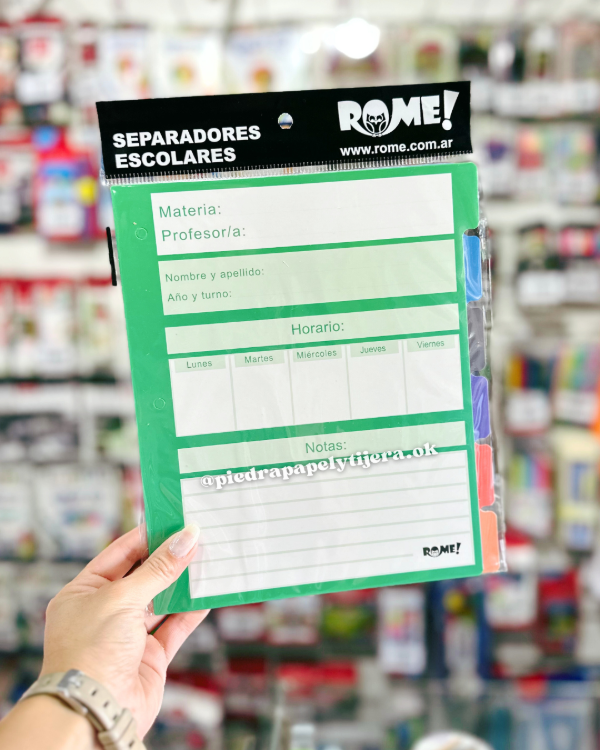 SEPARADORES
ESCOLARES
ROME!
www.rome.com.ar
Materia:
Profesor/a:
Nombre y apellido:
Año y turno:
Horario:
Lunes Martes Miércoles Jueves Viernes
Notas:
@piedrapapelytijera.ok
ROME!